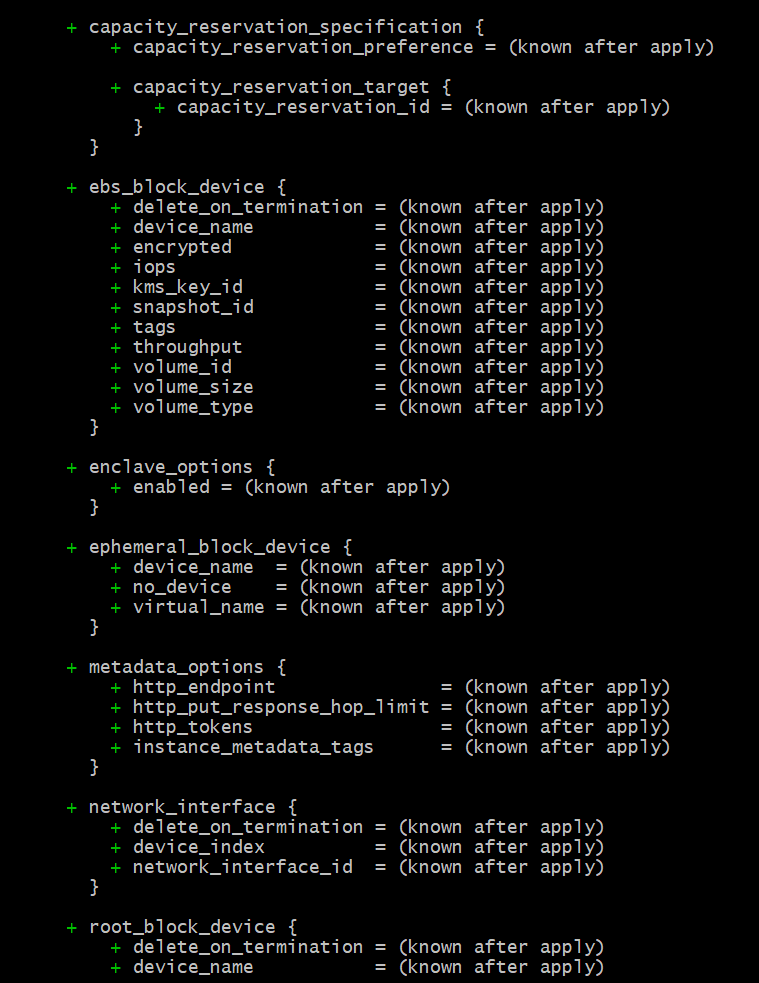 + capacity_reservation_specification {
+ capacity_reservation_preference = (known after apply)
+ capacity_reservation_target {
+ capacity_reservation_id = (known after apply)
}
}
+ ebs_block_device {
+ delete_on_termination = (known after apply)
+ device_name = (known after apply)
+ encrypted = (known after apply)
+ iops = (known after apply)
+ kms_key_id = (known after apply)
+ snapshot_id = (known after apply)
+ tags = (known after apply)
+ throughput = (known after apply)
+ volume_id = (known after apply)
+ volume_size = (known after apply)
+ volume_type = (known after apply)
}
+ enclave_options {
+ enabled = (known after apply)
}
+ ephemeral_block_device {
+ device_name = (known after apply)
+ no_device = (known after apply)
+ virtual_name = (known after apply)
}
+ metadata_options {
+ http_endpoint = (known after apply)
+ http_put_response_hop_limit = (known after apply)
+ http_tokens = (known after apply)
+ instance_metadata_tags = (known after apply)
}
+ network_interface {
+ delete_on_termination = (known after apply)
+ device_index = (known after apply)
+ network_interface_id = (known after apply)
}
+ root_block_device {
+ delete_on_termination = (known after apply)
+ device_name = (known after apply)